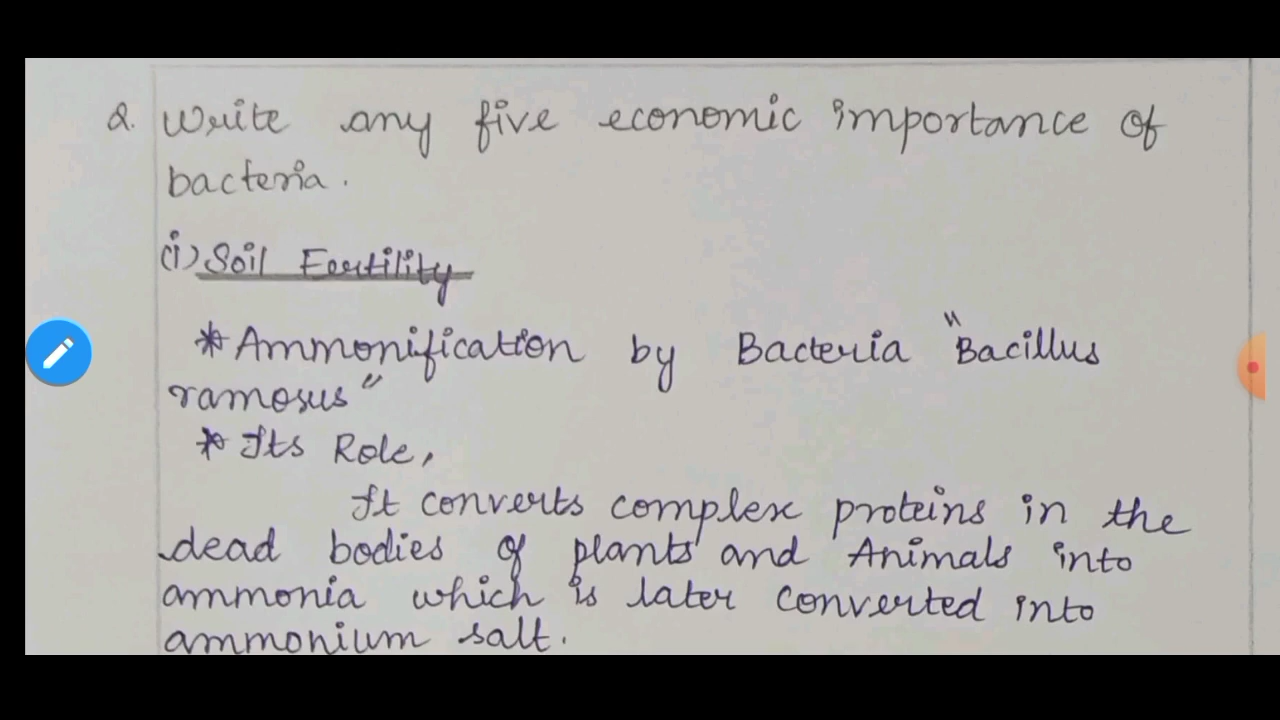 2. Write any five economic importance of
bacteria.
(i) Soil Fertility
* Ammonification by Bacteria "Bacillus
ramosus"
* Its Role,
It converts complex proteins in the
dead bodies of plants and Animals into
ammonia which is later converted into
ammonium salt.